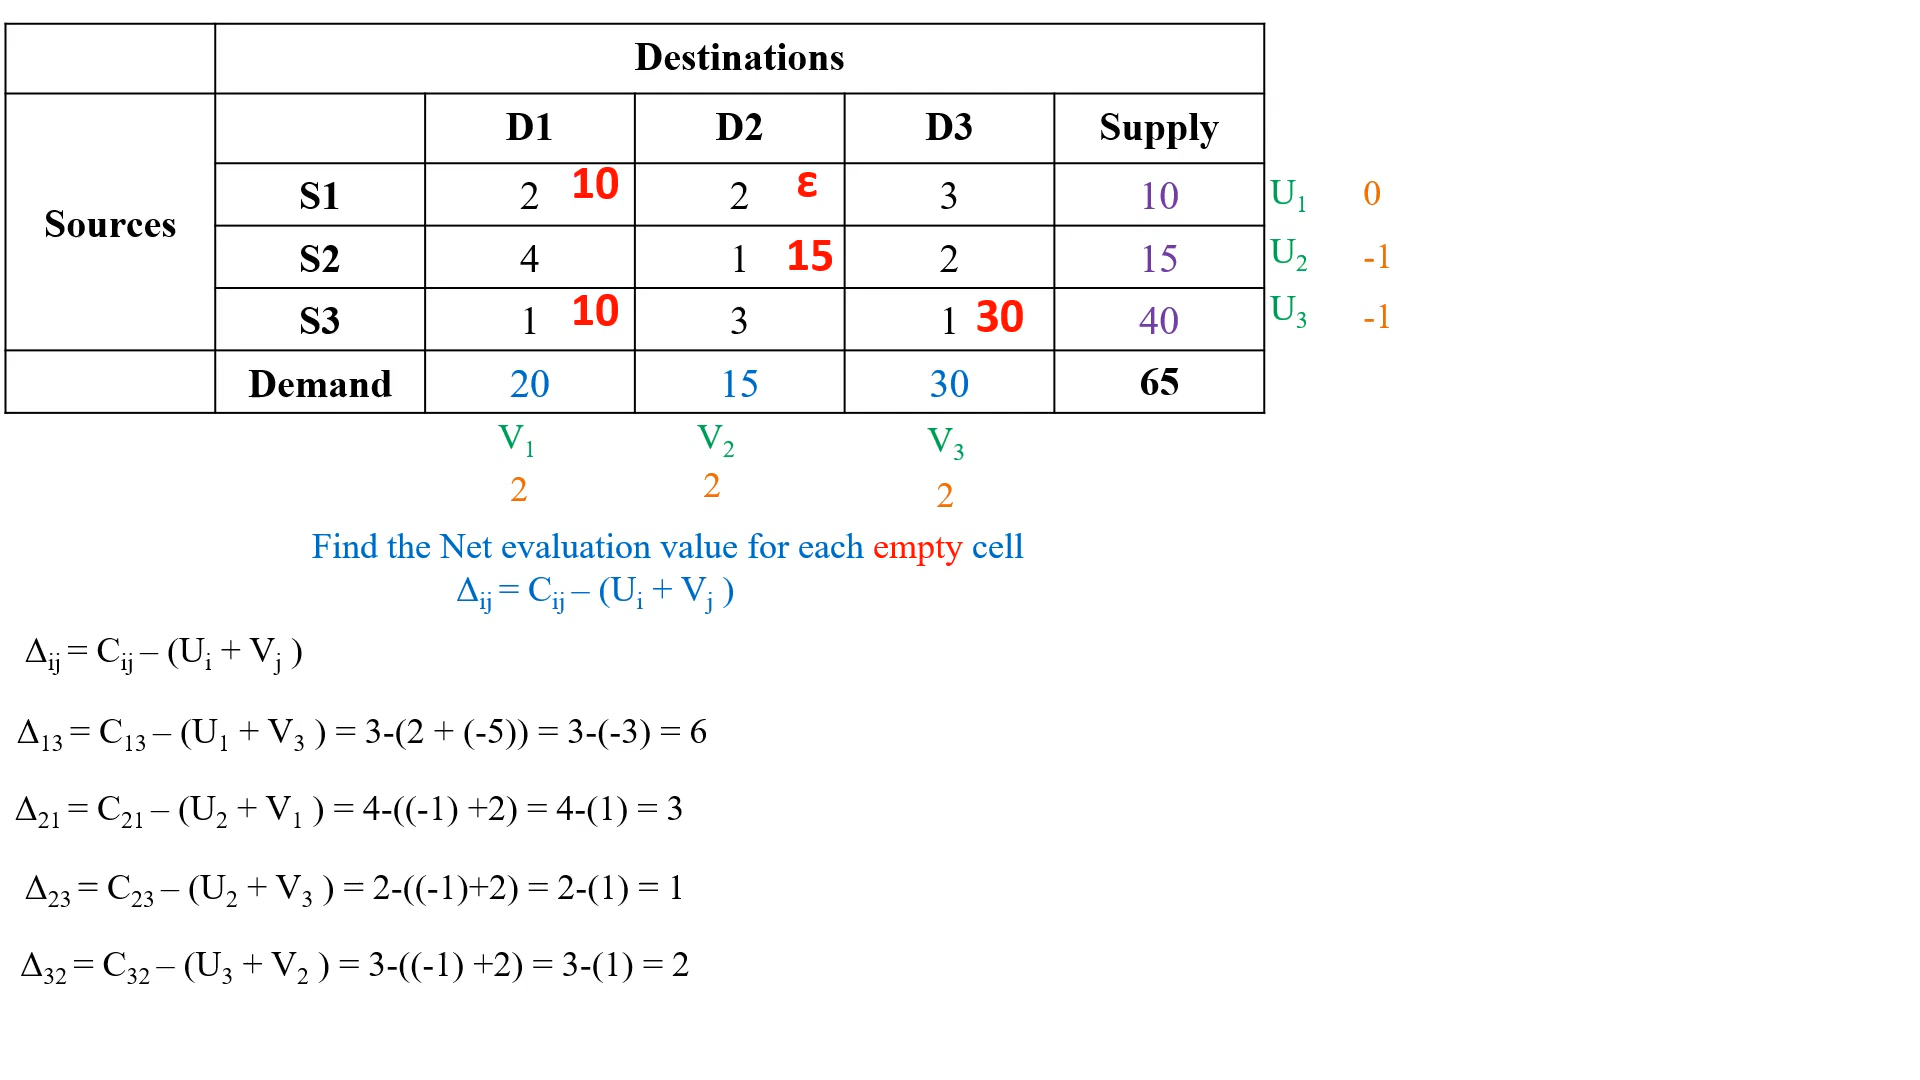 Destinations
Sources
D1 D2 D3 Supply
S1 2 10 2 ε 3 10 U1 0
S2 4 1 15 2 15 U2 -1
S3 1 10 3 1 30 40 U3 -1
Demand 20 15 30 65
V1 V2 V3
2 2 2
Find the Net evaluation value for each empty cell
Δij = Cij – (Ui + Vj )
Δij = Cij – (Ui + Vj )
Δ13 = C13 – (U1 + V3 ) = 3-(2 + (-5)) = 3-(-3) = 6
Δ21 = C21 – (U2 + V1 ) = 4-((-1) +2) = 4-(1) = 3
Δ23 = C23 – (U2 + V3 ) = 2-((-1)+2) = 2-(1) = 1
Δ32 = C32 – (U3 + V2 ) = 3-((-1) +2) = 3-(1) = 2